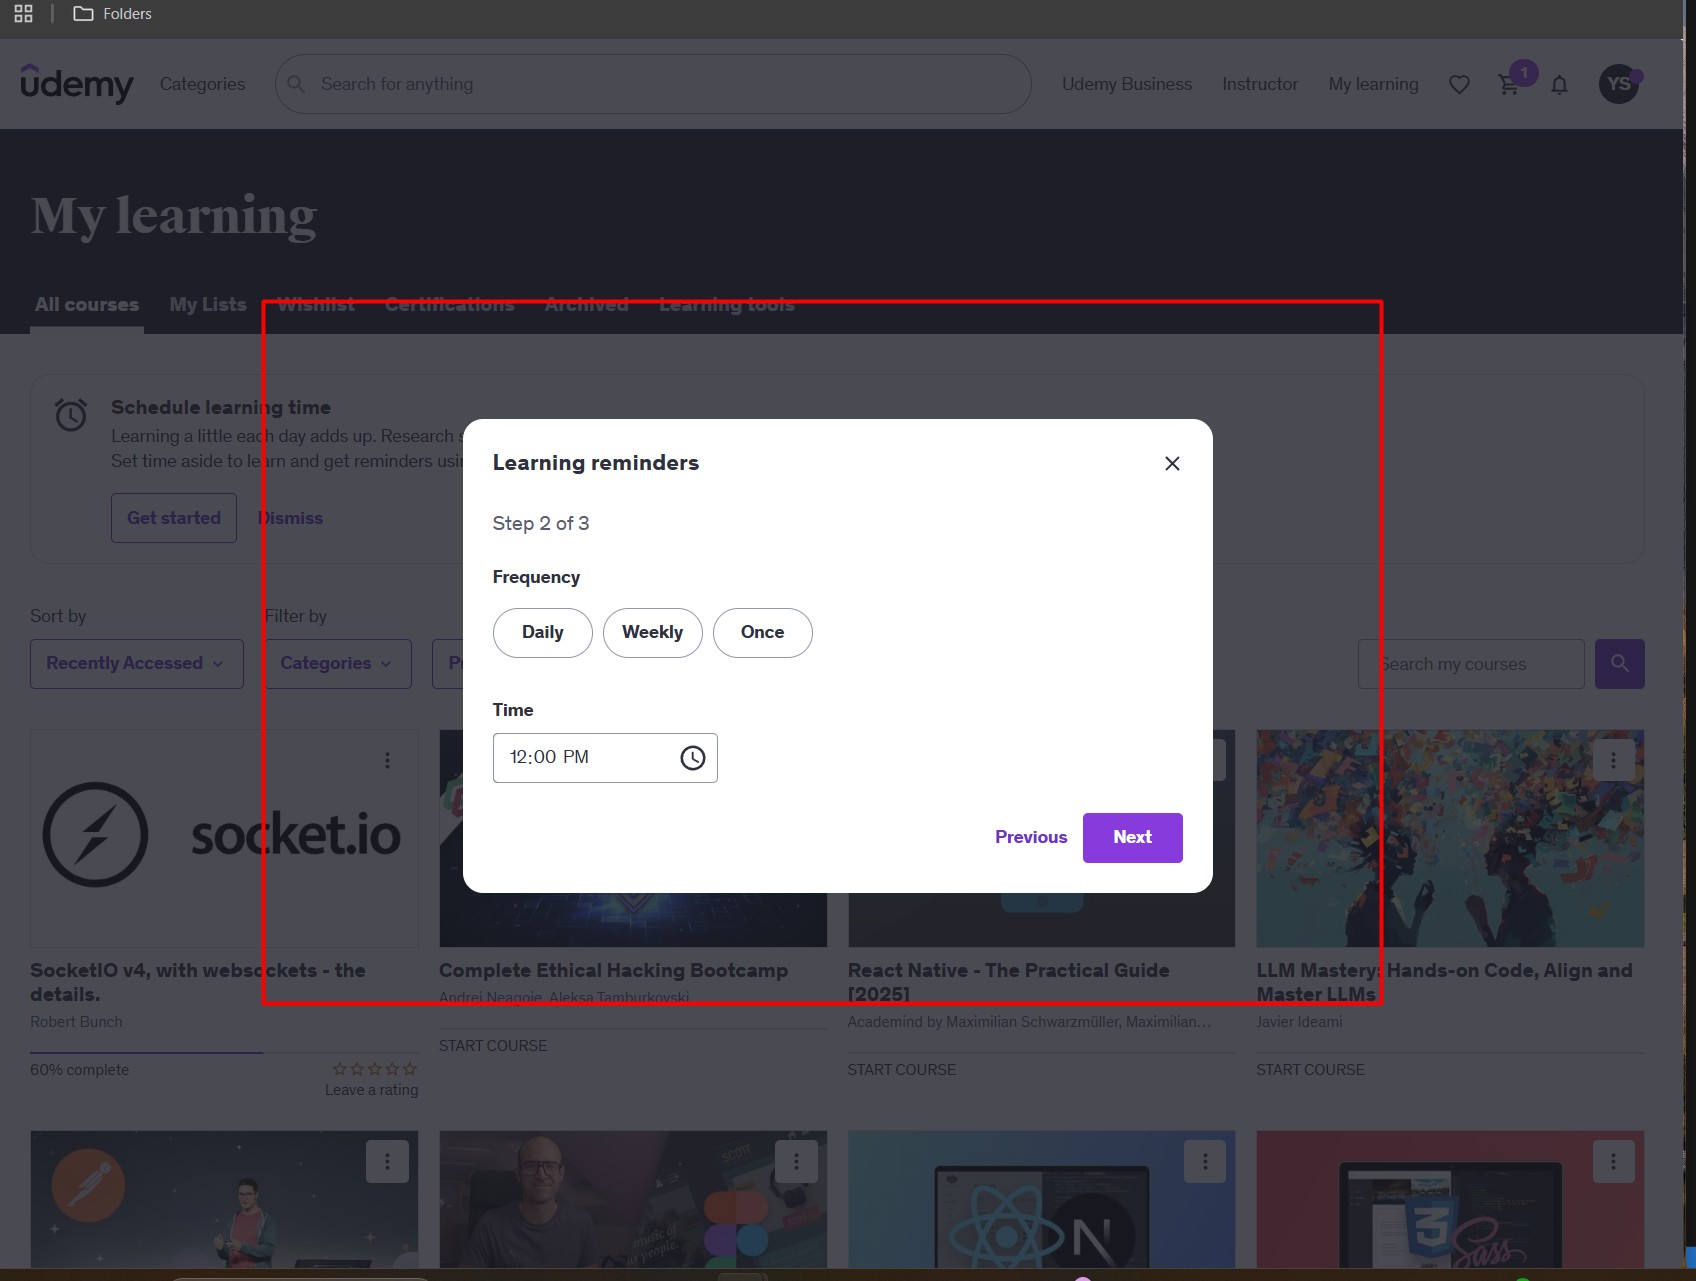 Folders
udemy
Categories
Search for anything
Udemy Business
Instructor
My learning
1
YS
My learning
All courses
My Lists
Wishlist
Certifications
Archived
Learning tools
Schedule learning time
Learning a little each day adds up. Research
Set time aside to learn and get reminders
Get started
Dismiss
Learning reminders
Step 2 of 3
Frequency
Daily
Weekly
Once
Time
12:00 PM
Previous
Next
Sort by
Filter by
Recently Accessed
Categories
Search my courses
socket.io
SocketIO v4, with websockets - the
details.
Robert Bunch
60% complete
Leave a rating
Complete Ethical Hacking Bootcamp
Andrei Neagoie, Aleksa Tamburkovski
START COURSE
React Native - The Practical Guide
[2025]
Academind by Maximilian Schwarzmüller, Maximilian...
START COURSE
LLM Mastery: Hands-on Code, Align and
Master LLMs
Javier Ideami
START COURSE
SCOTT
music of
people.
N
3
Sass